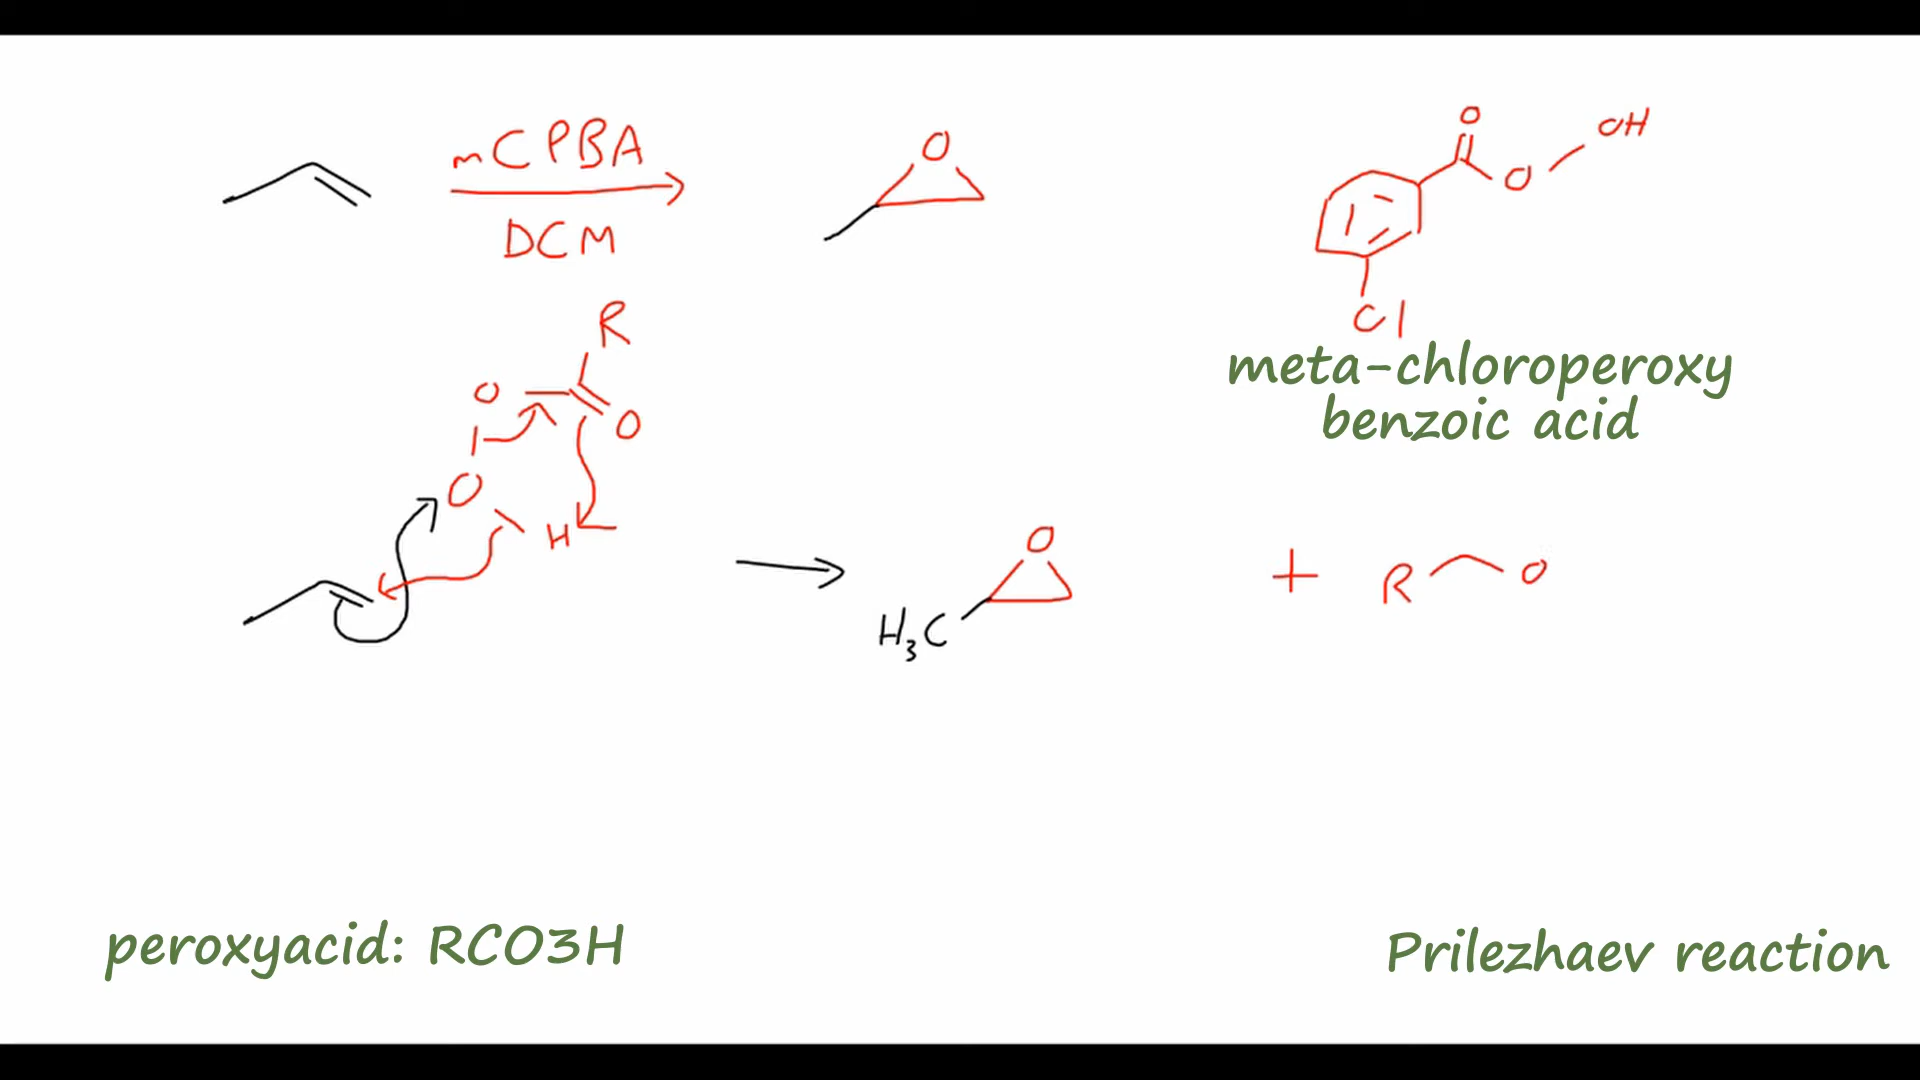 mCPBA
DCM
O
O
OH
O
Cl
meta-chloroperoxy
benzoic acid
R
O
O
O
H
O
H3C
+
R
O
peroxyacid: RCO3H
Prilezhaev reaction